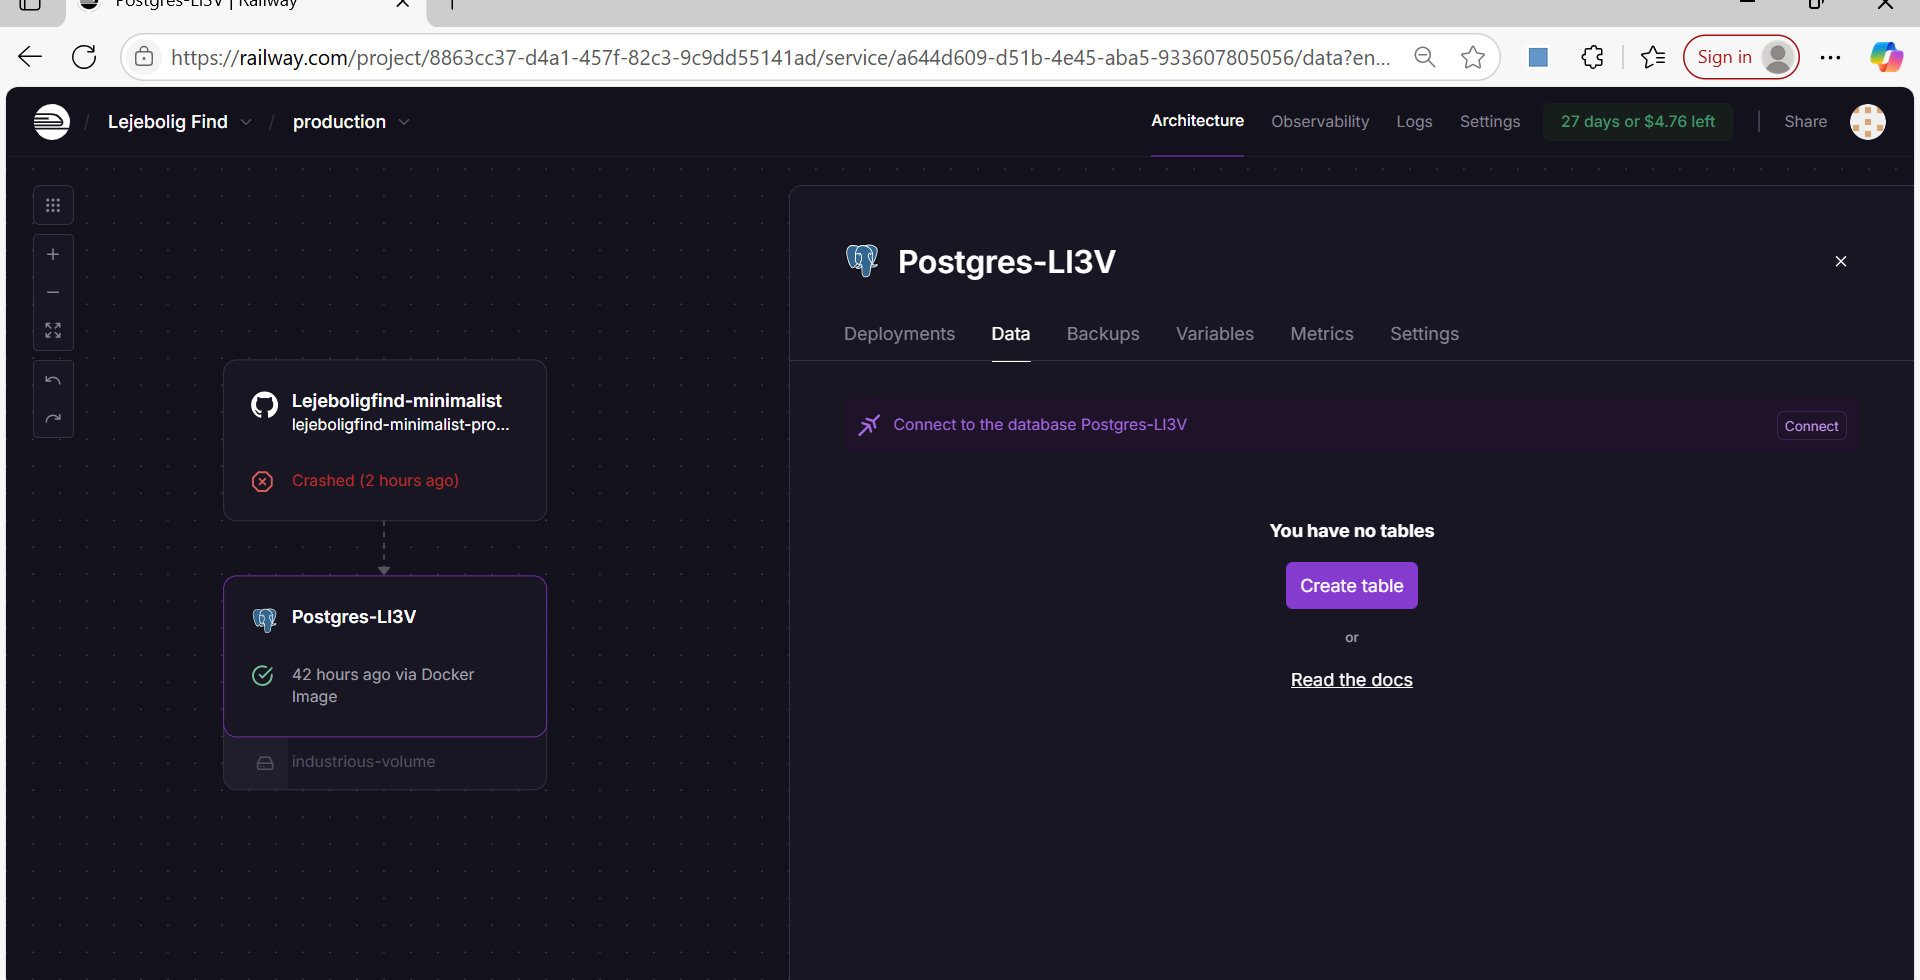 Postgres-LI3V | Railway
https://railway.com/project/8863cc37-d4a1-457f-82c3-9c9dd55141ad/service/a644d609-d51b-4e45-aba5-933607805056/data?en...
Sign in
Lejebolig Find / production
Architecture
Observability
Logs
Settings
27 days or $4.76 left
Share
Lejeboligfind-minimalist
lejeboligfind-minimalist-pro...
Crashed (2 hours ago)
Postgres-LI3V
42 hours ago via Docker
Image
industrious-volume
Postgres-LI3V
Deployments
Data
Backups
Variables
Metrics
Settings
Connect to the database Postgres-LI3V
Connect
You have no tables
Create table
or
Read the docs